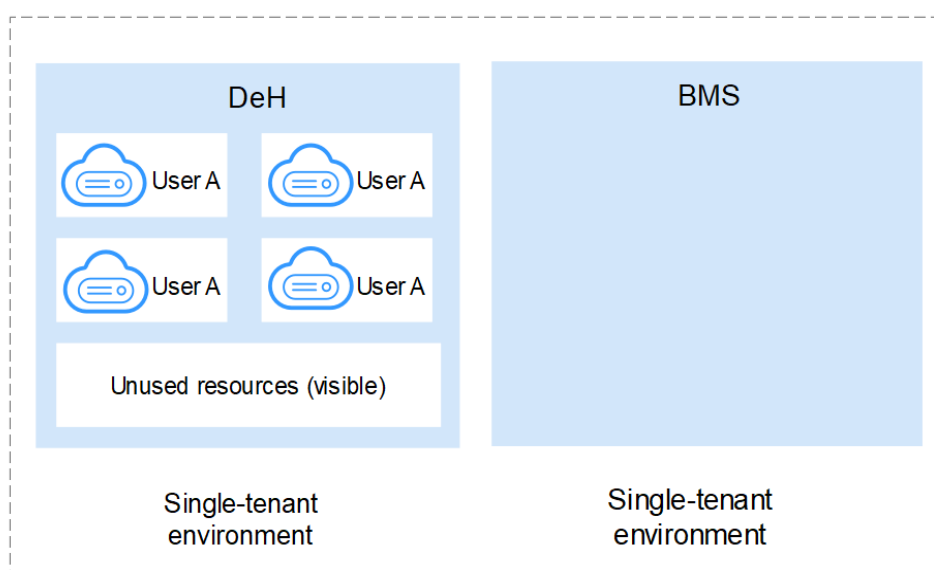 DeH
User A
User A
User A
User A
Unused resources (visible)
Single-tenant
environment
BMS
Single-tenant
environment